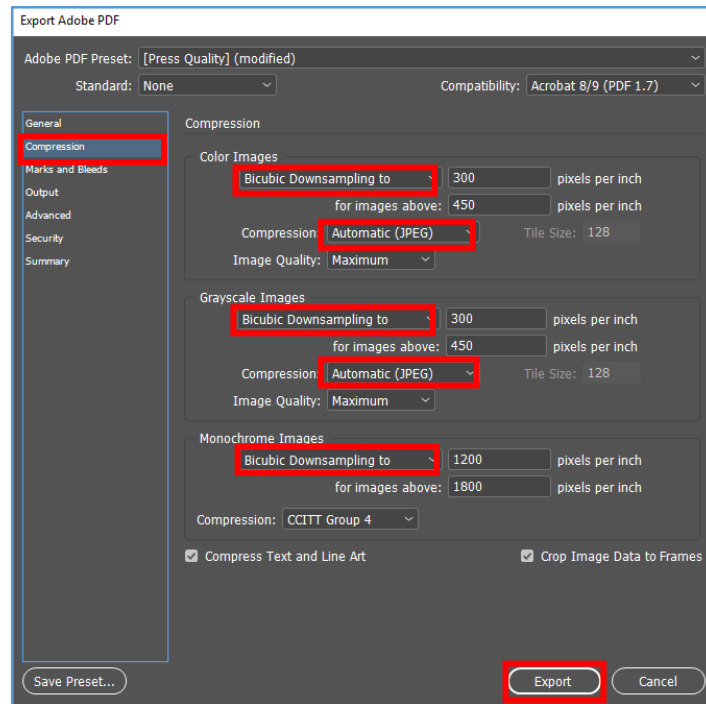 Export Adobe PDF
Adobe PDF Preset: [Press Quality] (modified)
Standard: None Compatibility: Acrobat 8/9 (PDF 1.7)
General
Compression
Marks and Bleeds
Output
Advanced
Security
Summary
Compression
Color Images
Bicubic Downsampling to 300 pixels per inch
for images above: 450 pixels per inch
Compression: Automatic (JPEG) Tile Size: 128
Image Quality: Maximum
Grayscale Images
Bicubic Downsampling to 300 pixels per inch
for images above: 450 pixels per inch
Compression: Automatic (JPEG) Tile Size: 128
Image Quality: Maximum
Monochrome Images
Bicubic Downsampling to 1200 pixels per inch
for images above: 1800 pixels per inch
Compression: CCITT Group 4
Compress Text and Line Art Crop Image Data to Frames
Save Preset... Export Cancel